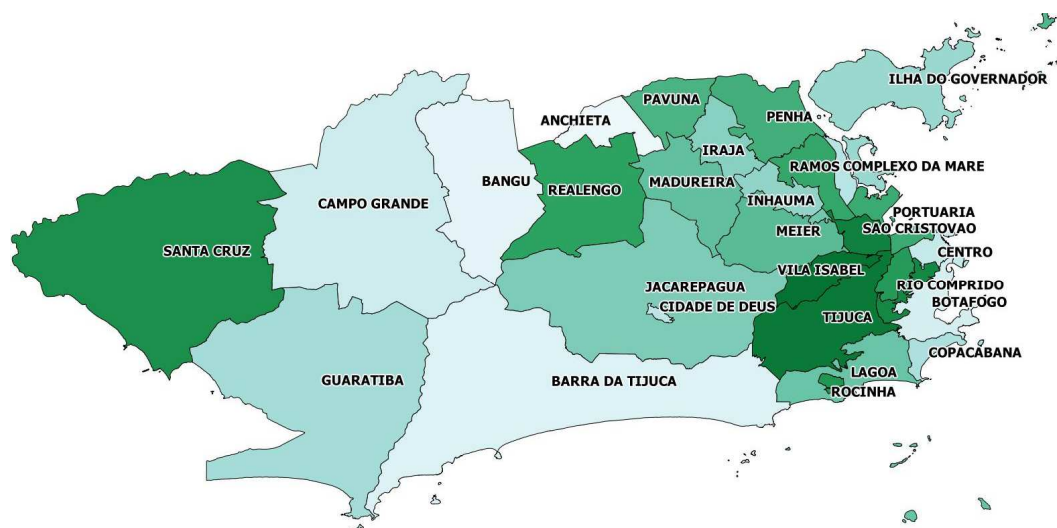 ILHA DO GOVERNADOR
PAVUNA
PENHA
ANCHIETA
IRAJA
RAMOS COMPLEXO DA MARE
BANGU
REALENGO
MADUREIRA
CAMPO GRANDE
INHAUMA
PORTUARIA
MEIER
SÃO CRISTOVAO
SANTA CRUZ
CENTRO
VILA ISABEL
JACAREPAGUA
RIO COMPRIDO
BOTAFOGO
CIDADE DE DEUS
TIJUCA
COPACABANA
GUARATIBA
BARRA DA TIJUCA
LAGOA
ROCINHA